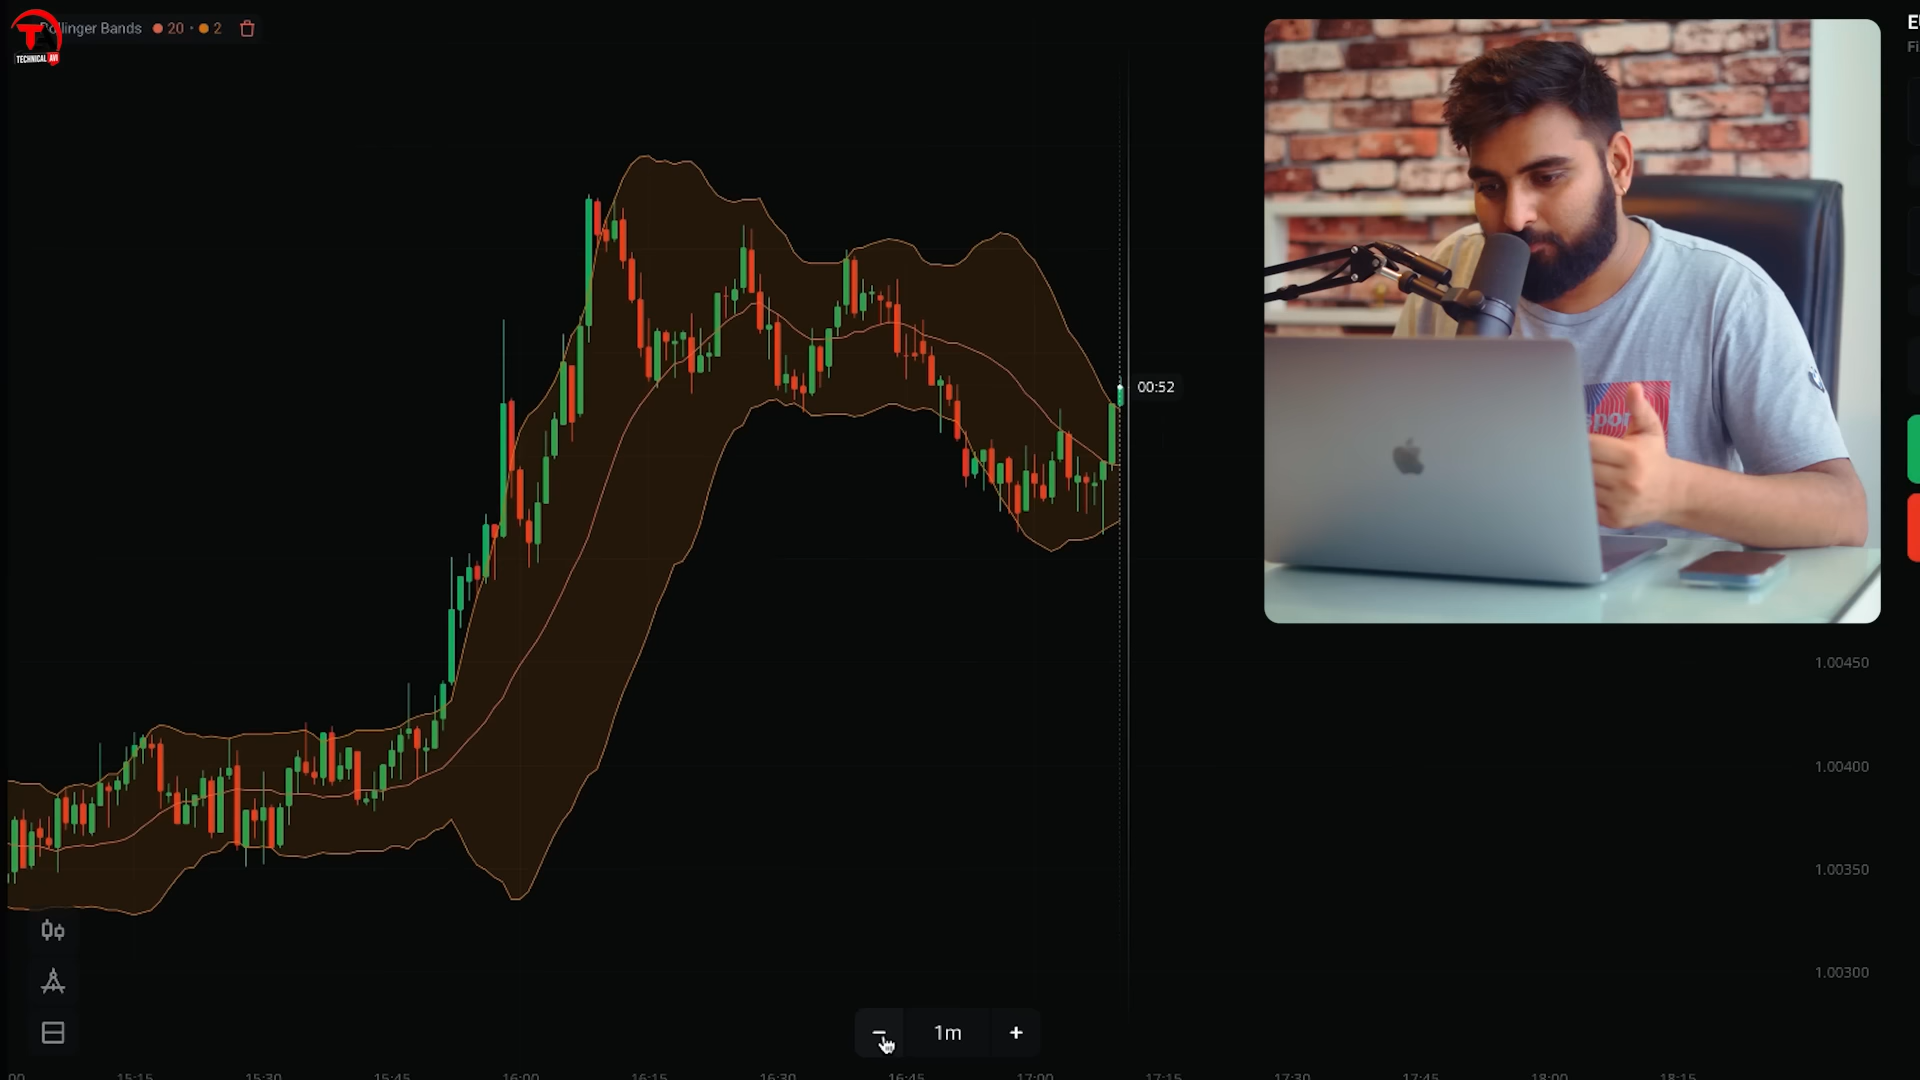 Bollinger Bands 20 · 2
T
TECHNICAL AVI
00:52
spor
1.00450
1.00400
1.00350
1.00300
1m
15:15 15:30 15:45 16:00 16:15 16:30 16:45 17:00 17:15 17:30 17:45 18:00 18:15